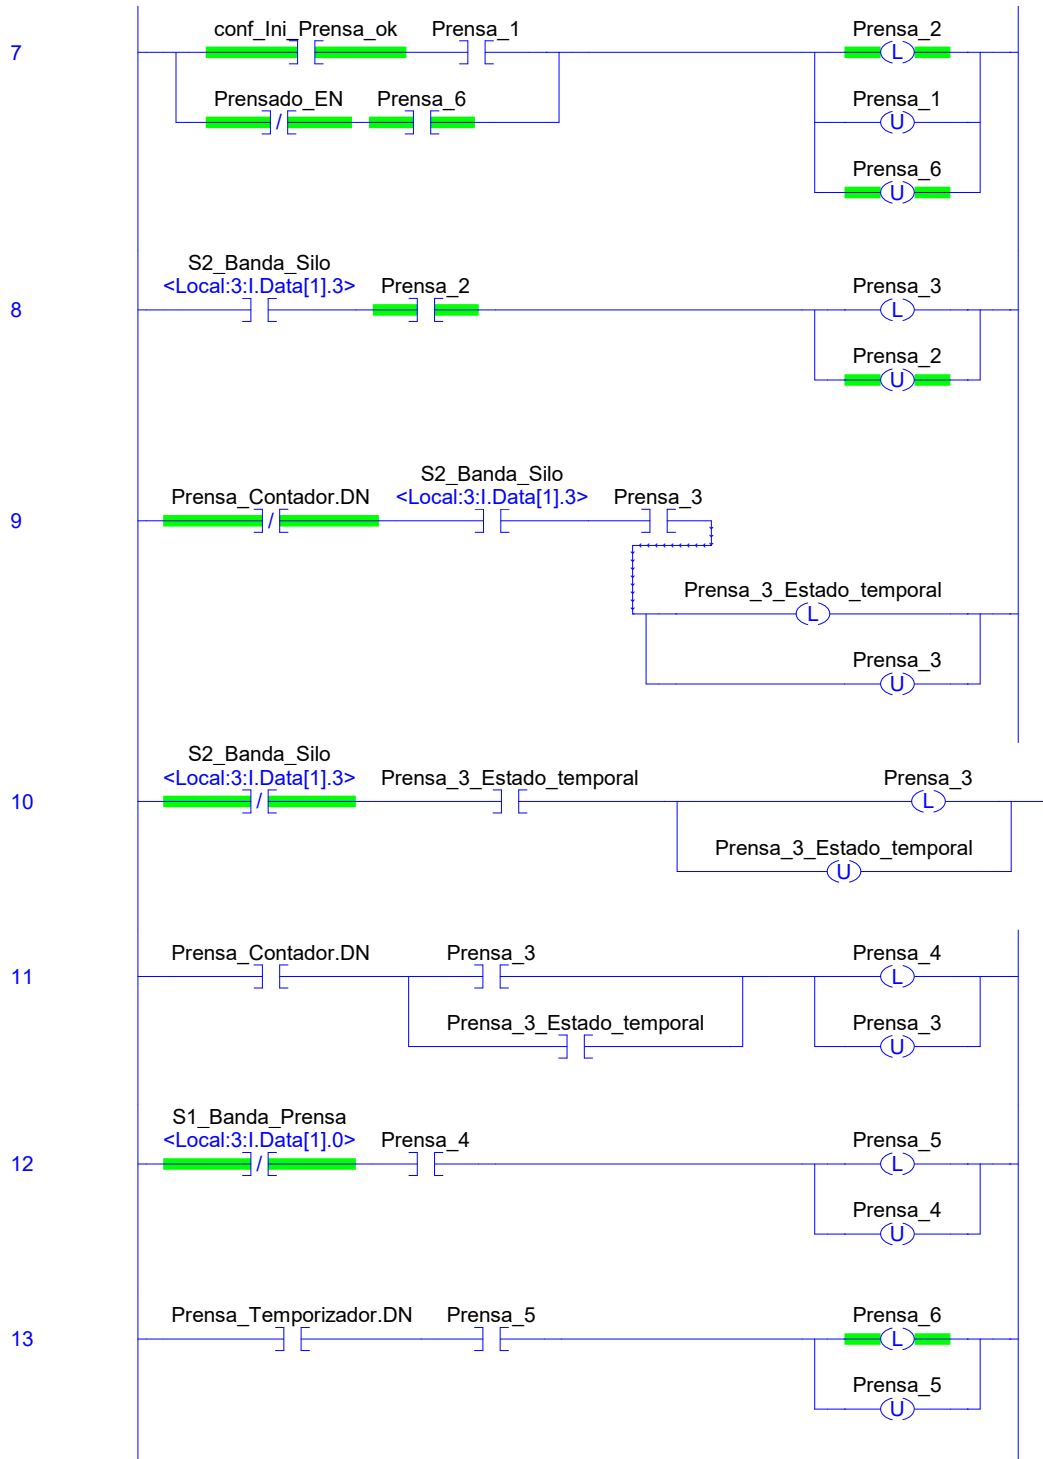 conf_Ini_Prensa_ok Prensa_1 Prensa_2
7
Prensado_EN Prensa_6 Prensa_1
/ U
Prensa_6
U
L
S2_Banda_Silo
<Local:3:I.Data[1].3> Prensa_2 Prensa_3
8 L
Prensa_2
U
S2_Banda_Silo
Prensa_Contador.DN <Local:3:I.Data[1].3> Prensa_3
9 /
Prensa_3_Estado_temporal
L
Prensa_3
U
S2_Banda_Silo
<Local:3:I.Data[1].3> Prensa_3_Estado_temporal Prensa_3
10 / L
Prensa_3_Estado_temporal
U
Prensa_Contador.DN Prensa_3 Prensa_4
11 L
Prensa_3_Estado_temporal Prensa_3
U
S1_Banda_Prensa
<Local:3:I.Data[1].0> Prensa_4 Prensa_5
12 / L
Prensa_4
U
Prensa_Temporizador.DN Prensa_5 Prensa_6
13 L
Prensa_5
U